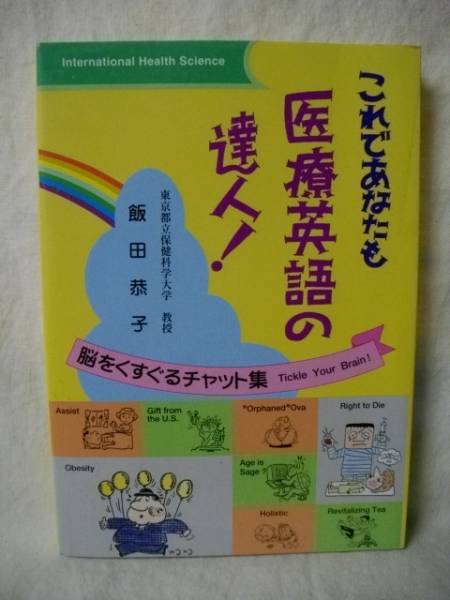 International Health Science
これであなたも
医療英語の
達人！
東京都立保健科学大学 教授
飯田恭子
脳をくすぐるチャット集 Tickle Your Brain!
Assist
Gift from
the U.S.
"Orphaned"Ova
Right to Die
Obesity
Age is
Sage?
Holistic
Revitalizing Tea